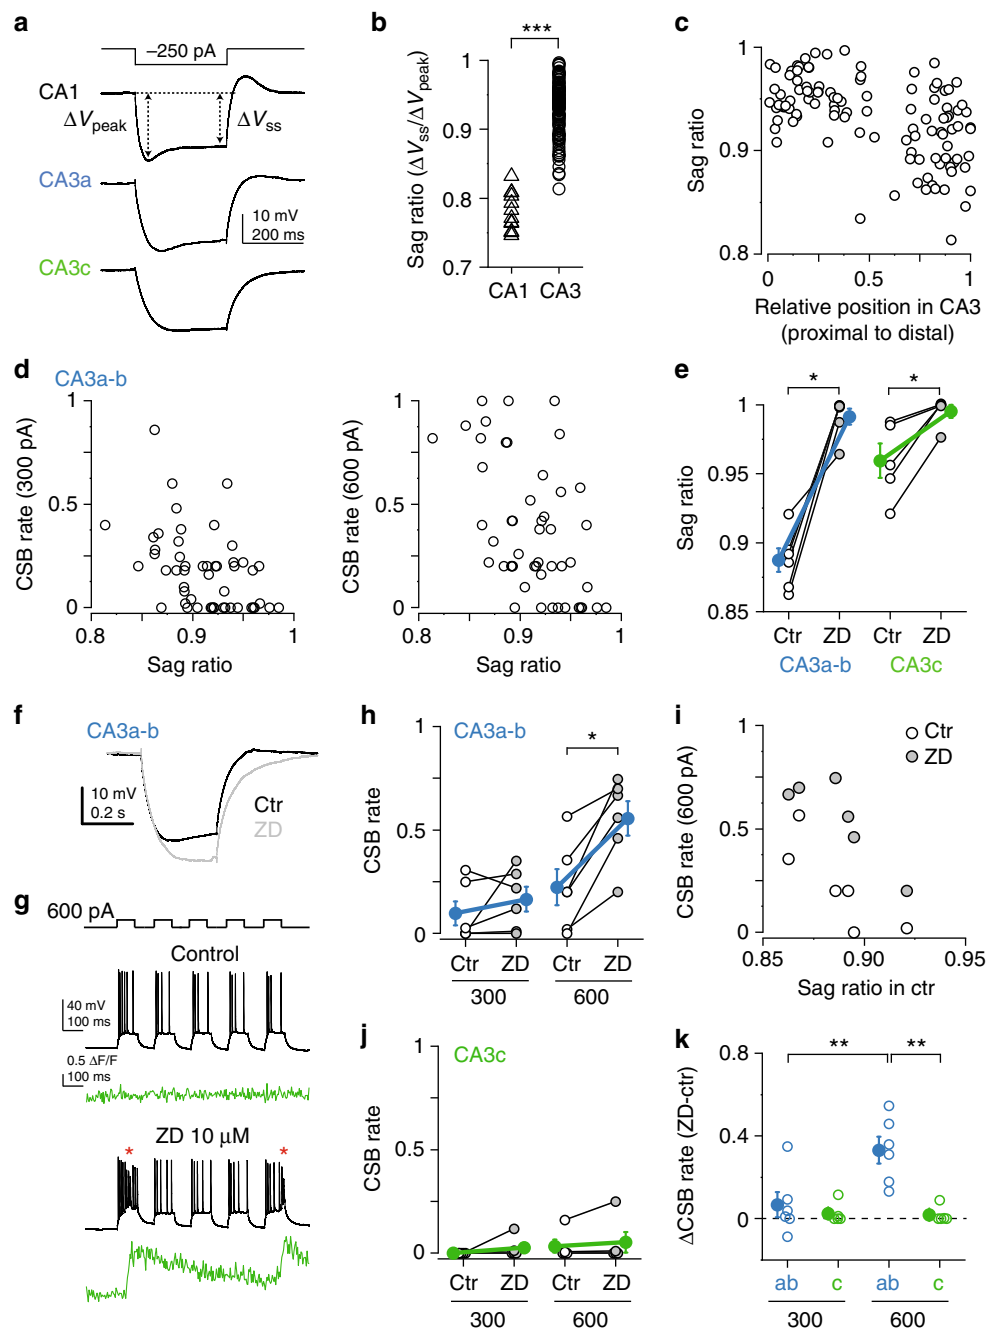 a
−250 pA
CA1
ΔVpeak
ΔVss
CA3a
10 mV
200 ms
CA3c
b
***
Sag ratio (ΔVss/ΔVpeak)
1
0.9
0.8
0.7
CA1 CA3
c
Sag ratio
1
0.9
0.8
0 0.5 1
Relative position in CA3
(proximal to distal)
d
CA3a-b
CSB rate (300 pA)
1
0.5
0
0.8 0.9 1
Sag ratio
CSB rate (600 pA)
1
0.5
0
0.8 0.9 1
Sag ratio
e
* *
Sag ratio
1
0.95
0.9
0.85
Ctr ZD Ctr ZD
CA3a-b CA3c
f
CA3a-b
10 mV
0.2 s
Ctr
ZD
g
600 pA
Control
40 mV
100 ms
0.5 ΔF/F
100 ms
ZD 10 μM
* *
h
CA3a-b
*
CSB rate
1
0.5
0
Ctr ZD Ctr ZD
300 600
i
Ctr
ZD
CSB rate (600 pA)
1
0.5
0
0.85 0.90 0.95
Sag ratio in ctr
j
CA3c
CSB rate
1
0.5
0
Ctr ZD Ctr ZD
300 600
k
** **
ΔCSB rate (ZD-ctr)
0.8
0.4
0
ab c ab c
300 600